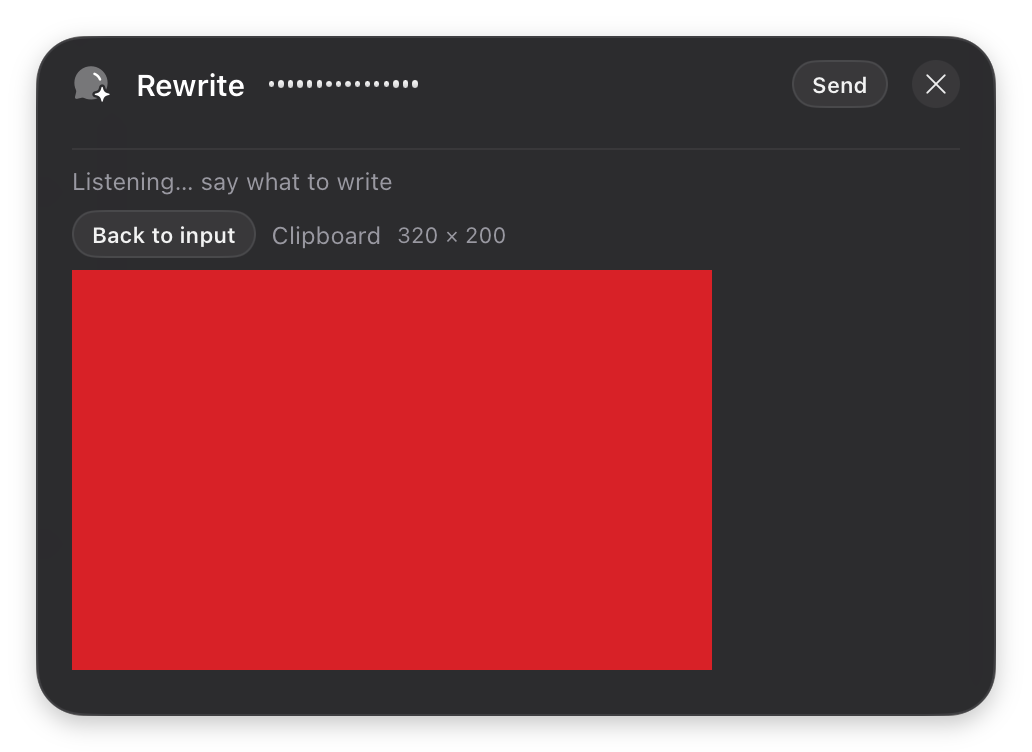 Rewrite
Send
Listening... say what to write
Back to input Clipboard 320 × 200